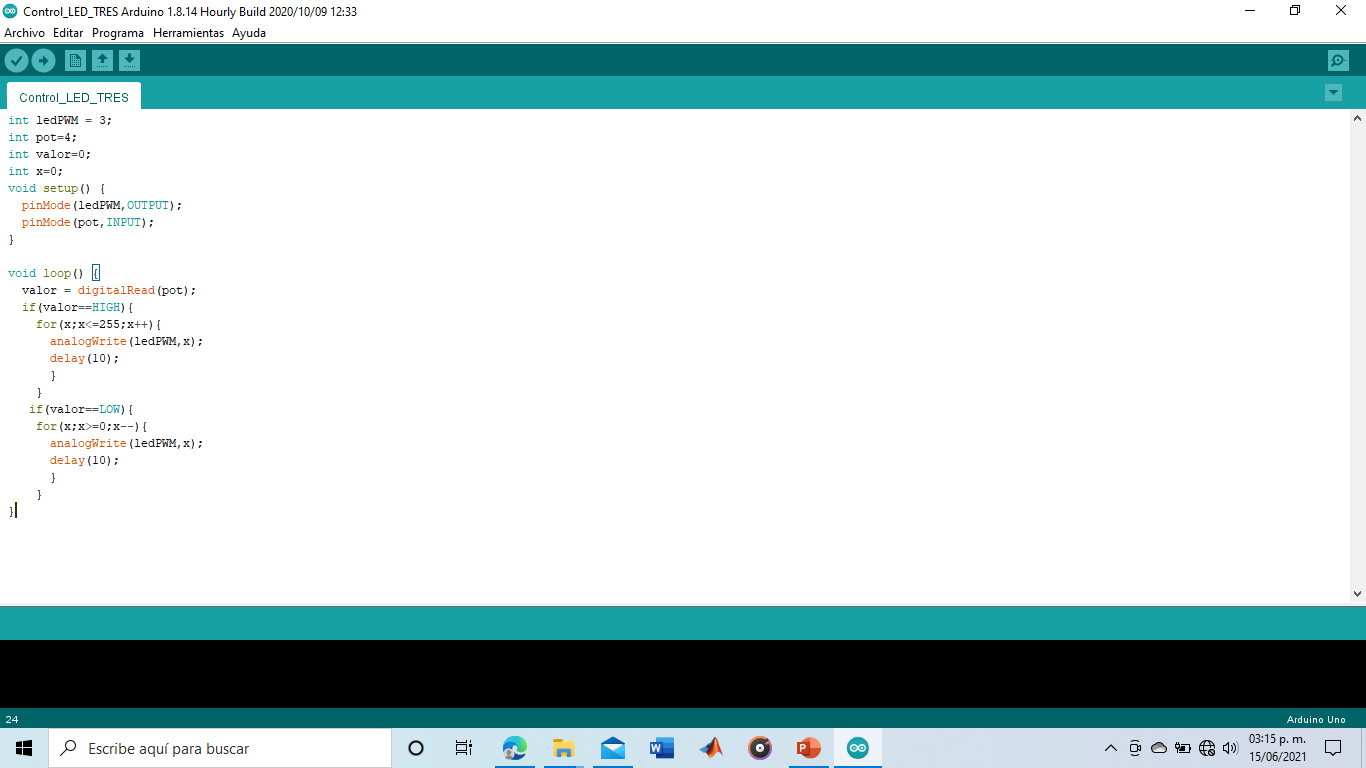 Control_LED_TRES Arduino 1.8.14 Hourly Build 2020/10/09 12:33
Archivo Editar Programa Herramientas Ayuda
Control_LED_TRES
int ledPWM = 3;
int pot=4;
int valor=0;
int x=0;
void setup() {
  pinMode(ledPWM,OUTPUT);
  pinMode(pot,INPUT);
}

void loop() {
  valor = digitalRead(pot);
  if(valor==HIGH){
    for(x;x<=255;x++){
      analogWrite(ledPWM,x);
      delay(10);
      }
    }
   if(valor==LOW){
    for(x;x>=0;x--){
      analogWrite(ledPWM,x);
      delay(10);
      }
    }
}
24
Arduino Uno
Escribe aquí para buscar
03:15 p. m.
15/06/2021